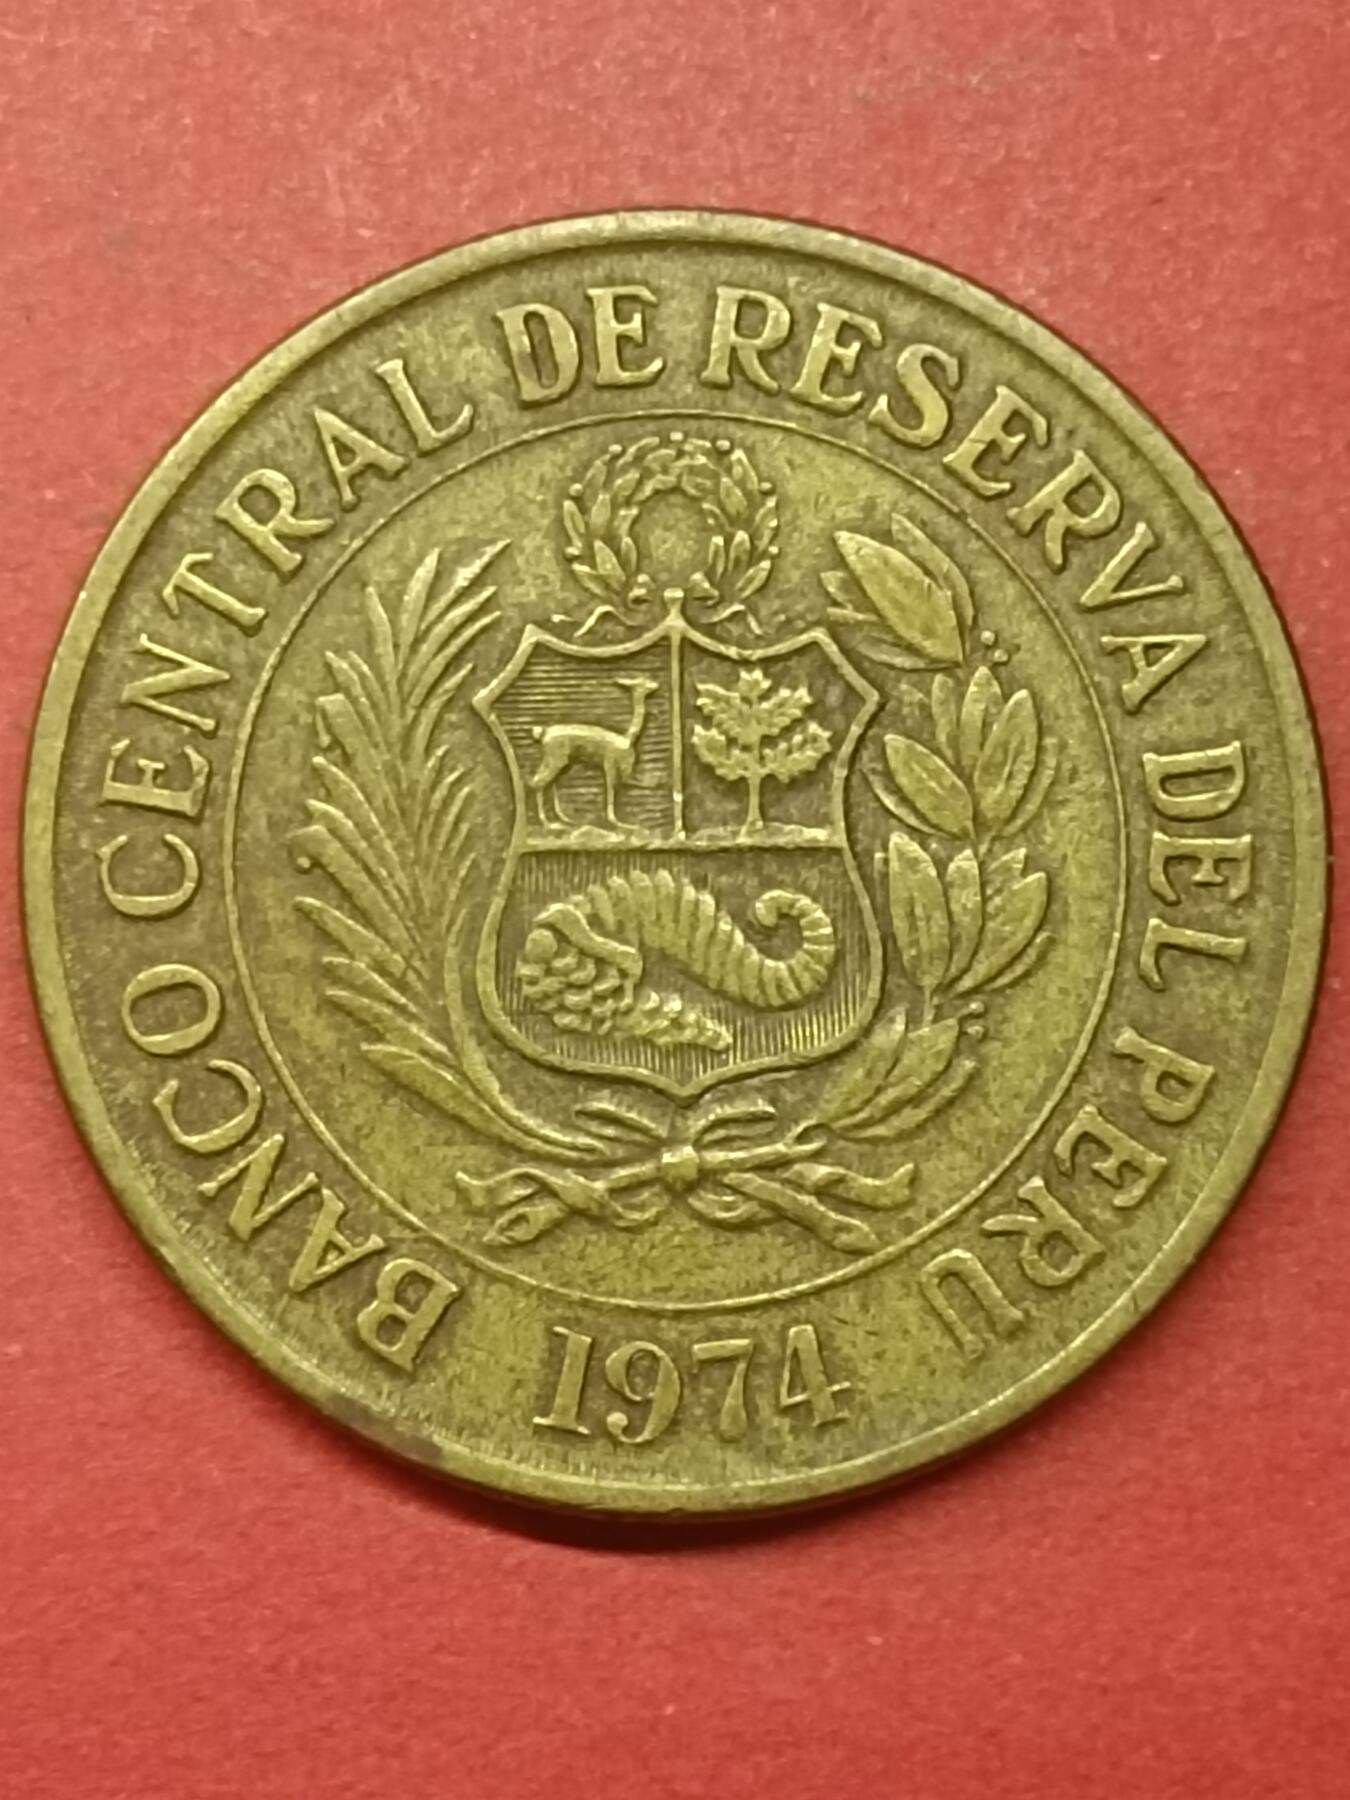 BANCO CENTRAL DE RESERVA DEL PERU
1974